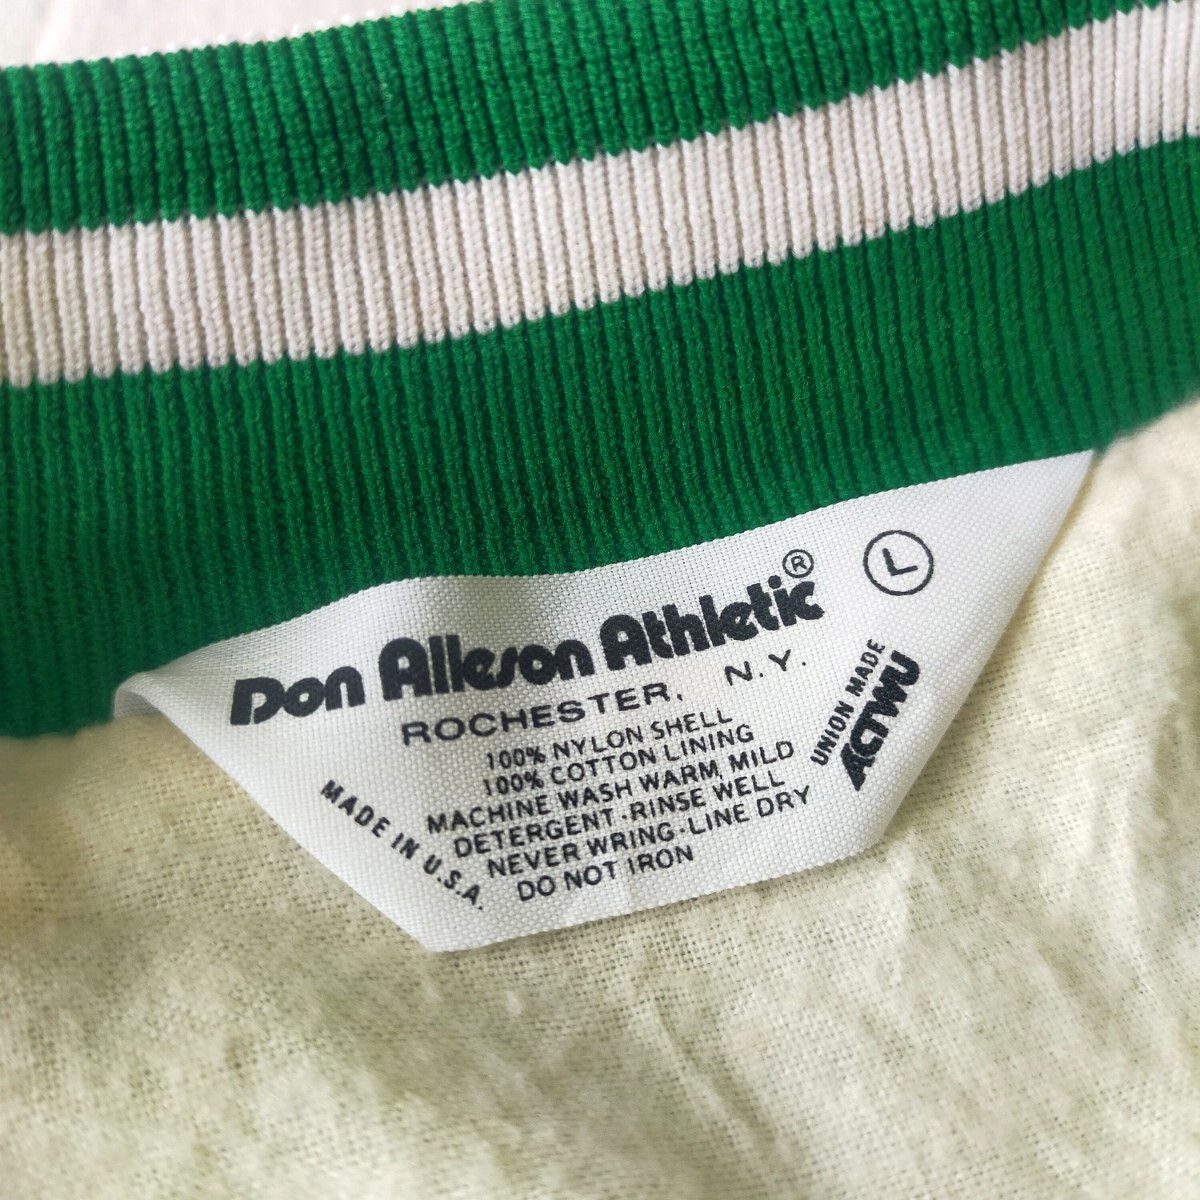 Don Alleson Athletic®
L
ROCHESTER, N.Y.
100% NYLON SHELL
100% COTTON LINING
MACHINE WASH WARM, MILD
DETERGENT·RINSE WELL
NEVER WRING·LINE DRY
DO NOT IRON
MADE IN U.S.A.
UNION MADE
ACTWU